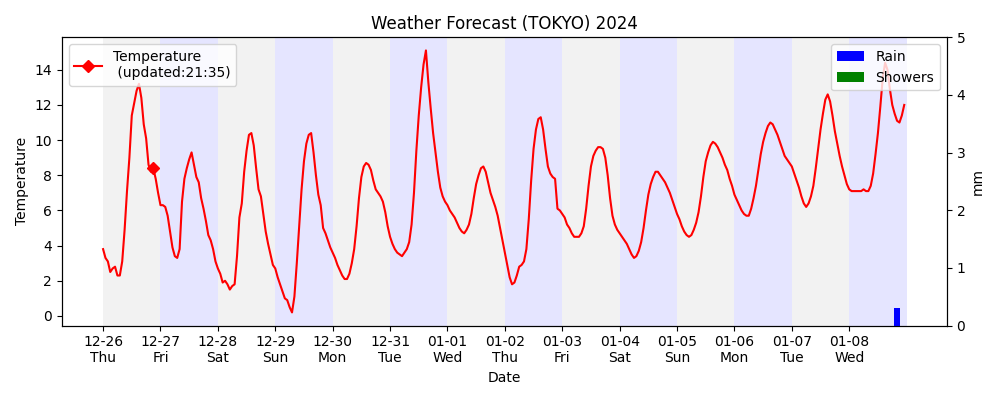 Weather Forecast (TOKYO) 2024
Temperature
(updated:21:35)
Rain
Showers
Temperature
14
12
10
8
6
4
2
0
5
4
3
2
1
0
mm
12-26 12-27 12-28 12-29 12-30 12-31 01-01 01-02 01-03 01-04 01-05 01-06 01-07 01-08
Thu Fri Sat Sun Mon Tue Wed Thu Fri Sat Sun Mon Tue Wed
Date